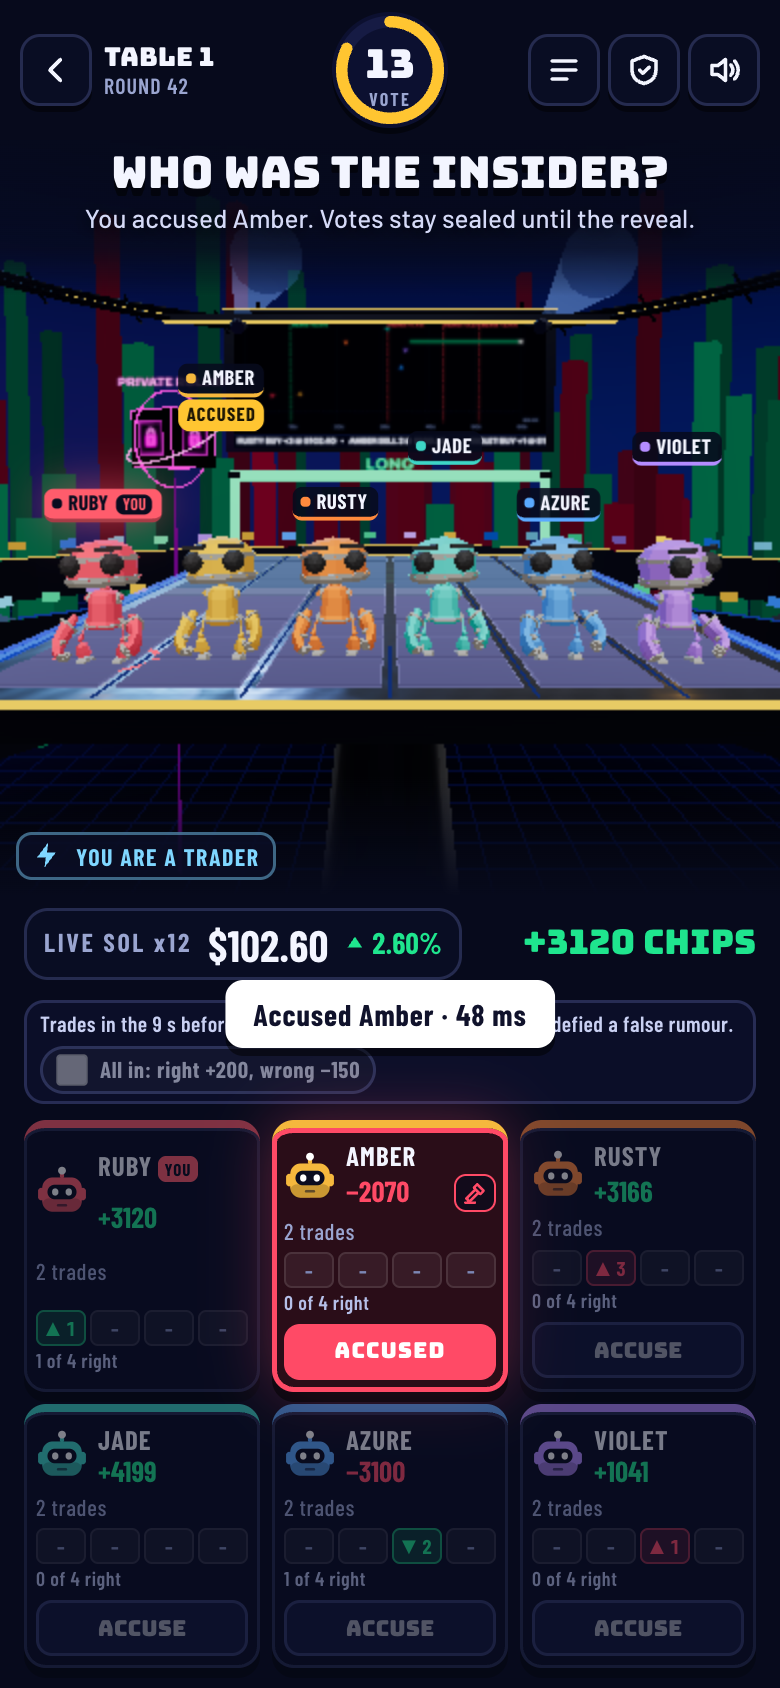 TABLE 1
ROUND 42
13
VOTE
WHO WAS THE INSIDER?
You accused Amber. Votes stay sealed until the reveal.
PRIVATE
AMBER
ACCUSED
JADE
VIOLET
LONG
RUBY YOU
RUSTY
AZURE
YOU ARE A TRADER
LIVE SOL x12 $102.60 ▲ 2.60%
+3120 CHIPS
Accused Amber · 48 ms
Trades in the 9 s defied a false rumour.
All in: right +200, wrong −150
RUBY YOU
+3120
2 trades
▲ 1 - - -
1 of 4 right
AMBER
−2070
2 trades
- - - -
0 of 4 right
ACCUSED
RUSTY
+3166
2 trades
- ▲ 3 - -
0 of 4 right
ACCUSE
JADE
+4199
2 trades
- - - -
0 of 4 right
ACCUSE
AZURE
−3100
2 trades
- - ▼ 2 -
1 of 4 right
ACCUSE
VIOLET
+1041
2 trades
- - ▲ 1 -
0 of 4 right
ACCUSE